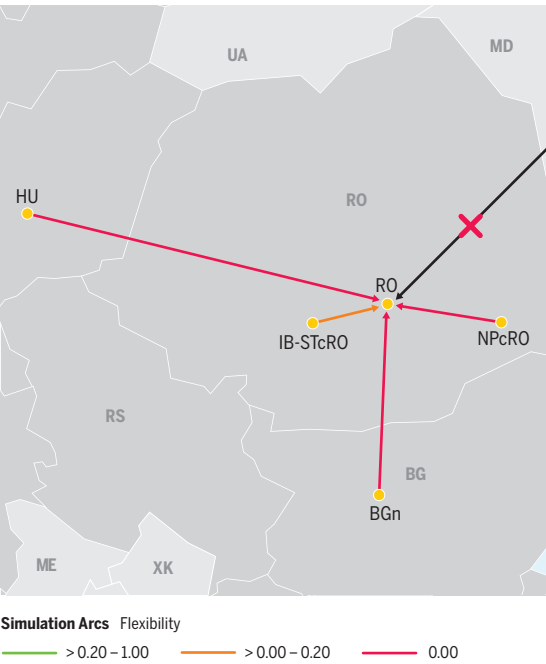 UA
MD
HU
RO
RO
IB-STcRO
NPcRO
RS
BG
BGn
ME
XK
Simulation Arcs Flexibility
> 0.20 – 1.00 > 0.00 – 0.20 0.00